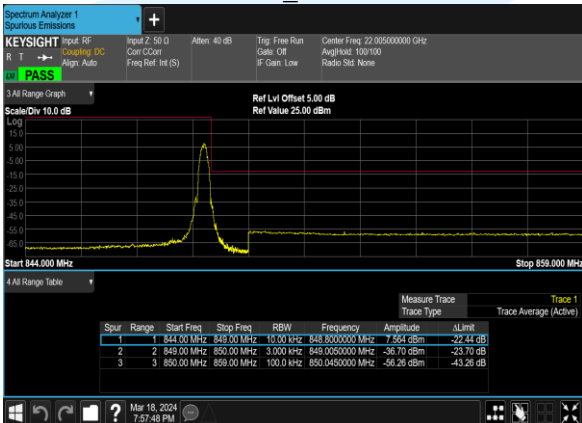 Spectrum Analyzer 1
Spurious Emissions
+
KEYSIGHT Input: RF Input Z: 50 Ω Atten: 40 dB Trig: Free Run Center Freq: 22.005000000 GHz
R T Coupling: DC Corr CCorr Gate: Off Avg|Hold: 100/100
Align: Auto Freq Ref: Int (S) IF Gain: Low Radio Std: None
LXI PASS
3 All Range Graph
Ref Lvl Offset 5.00 dB
Scale/Div 10.0 dB Ref Value 25.00 dBm
Log
15.0
5.00
-5.00
-15.0
-25.0
-35.0
-45.0
-55.0
-65.0
Start 844.000 MHz Stop 859.000 MHz
4 All Range Table
Measure Trace Trace 1
Trace Type Trace Average (Active)
Spur Range Start Freq Stop Freq RBW Frequency Amplitude ΔLimit
1 1 844.00 MHz 849.00 MHz 10.00 kHz 848.8000000 MHz 7.564 dBm -22.44 dB
2 2 849.00 MHz 850.00 MHz 3.000 kHz 849.0050000 MHz -36.70 dBm -23.70 dB
3 3 850.00 MHz 859.00 MHz 100.0 kHz 850.0450000 MHz -56.26 dBm -43.26 dB
? Mar 18, 2024
7:57:48 PM